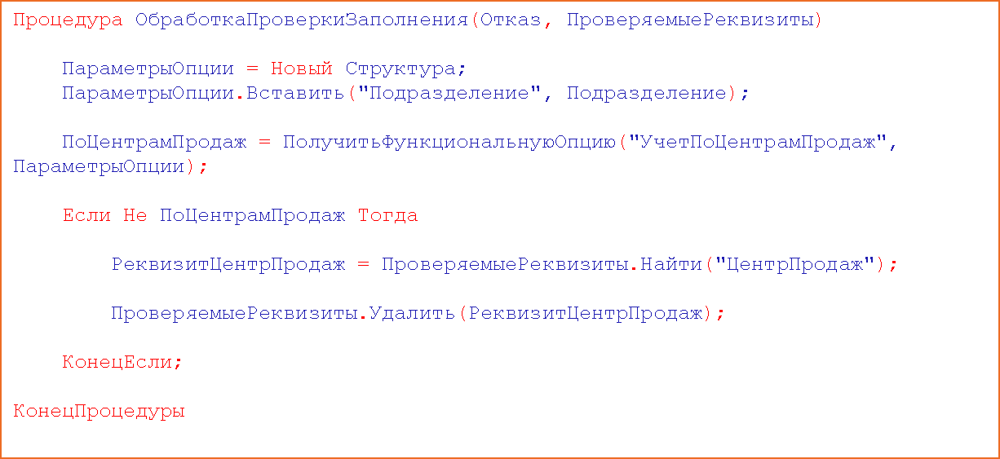 Процедура ОбработкаПроверкиЗаполнения(Отказ, ПроверяемыеРеквизиты)
ПараметрыОпции = Новый Структура;
ПараметрыОпции.Вставить("Подразделение", Подразделение);
ПоЦентрамПродаж = ПолучитьФункциональнуюОпцию("УчетПоЦентрамПродаж",
ПараметрыОпции);
Если Не ПоЦентрамПродаж Тогда
РеквизитЦентрПродаж = ПроверяемыеРеквизиты.Найти("ЦентрПродаж");
ПроверяемыеРеквизиты.Удалить(РеквизитЦентрПродаж);
КонецЕсли;
КонецПроцедуры